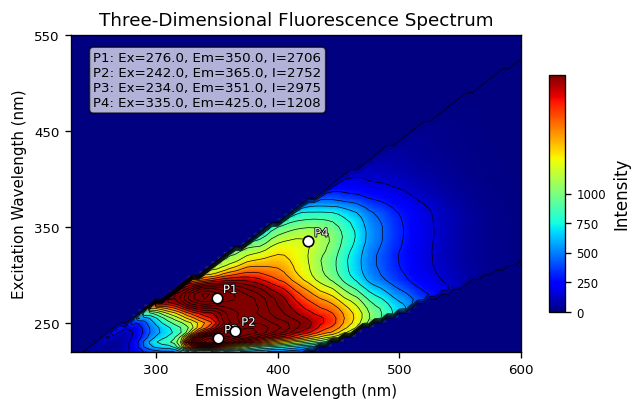 Three-Dimensional Fluorescence Spectrum
P1: Ex=276.0, Em=350.0, I=2706
P2: Ex=242.0, Em=365.0, I=2752
P3: Ex=234.0, Em=351.0, I=2975
P4: Ex=335.0, Em=425.0, I=1208
550
450
350
250
Excitation Wavelength (nm)
P4
P1
P2
300
400
500
600
Emission Wavelength (nm)
1000
750
500
250
0
Intensity